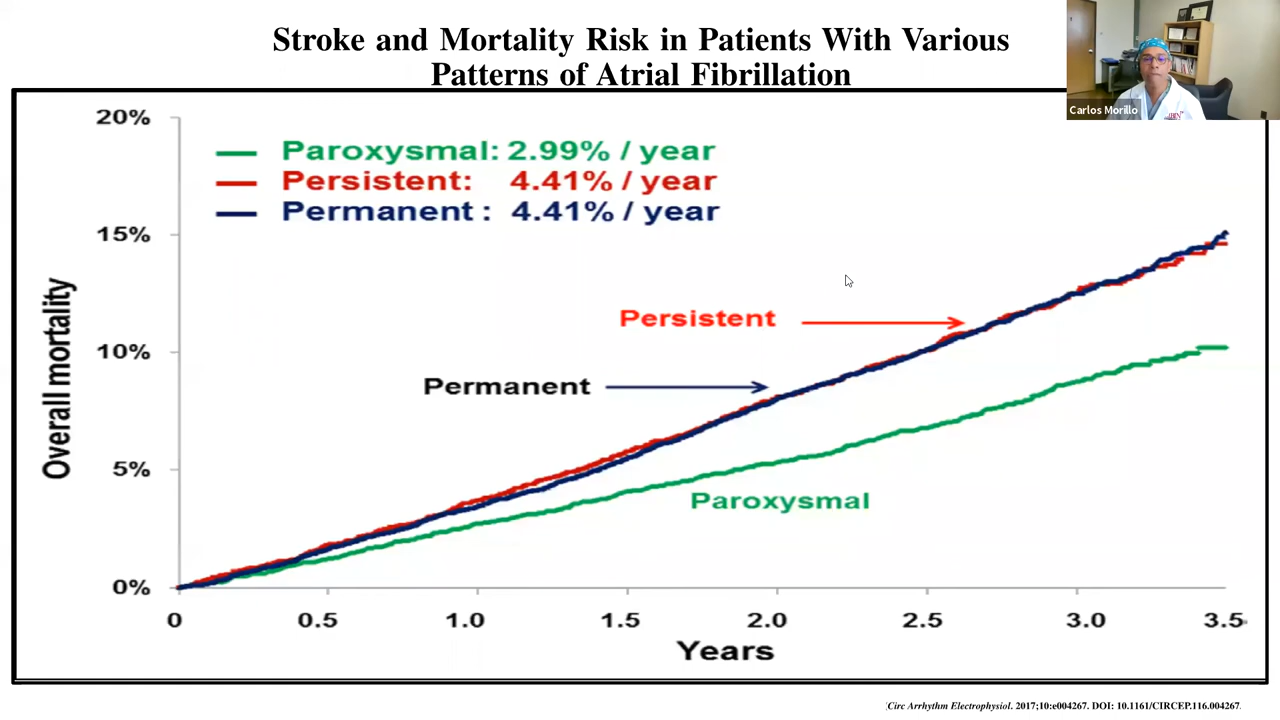 Stroke and Mortality Risk in Patients With Various
Patterns of Atrial Fibrillation
Carlos Morillo
20%
15%
10%
5%
0%
Overall mortality
Paroxysmal: 2.99% / year
Persistent: 4.41% / year
Permanent : 4.41% / year
Persistent
Permanent
Paroxysmal
0 0.5 1.0 1.5 2.0 2.5 3.0 3.5
Years
Circ Arrhythm Electrophysiol. 2017;10:e004267. DOI: 10.1161/CIRCEP.116.004267.